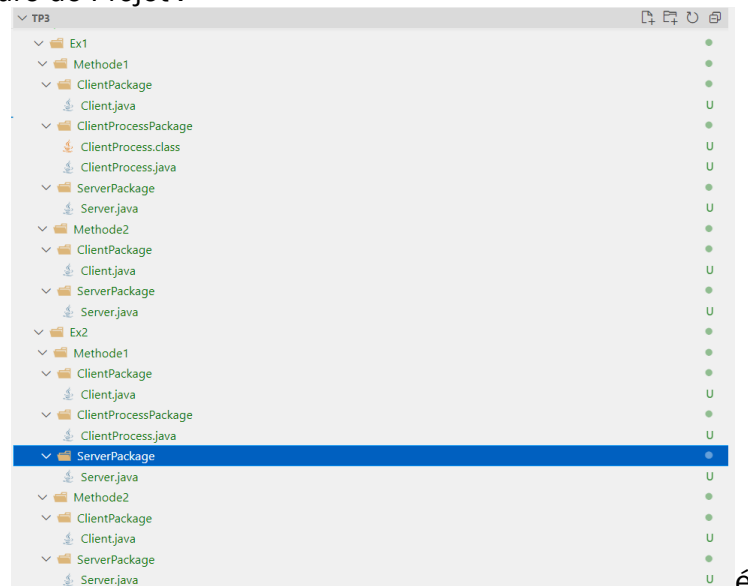 TP3
Ex1
Methode1
ClientPackage
Client.java U
ClientProcessPackage
ClientProcess.class U
ClientProcess.java U
ServerPackage
Server.java U
Methode2
ClientPackage
Client.java U
ServerPackage
Server.java U
Ex2
Methode1
ClientPackage
Client.java U
ClientProcessPackage
ClientProcess.java U
ServerPackage
Server.java U
Methode2
ClientPackage
Client.java U
ServerPackage
Server.java U